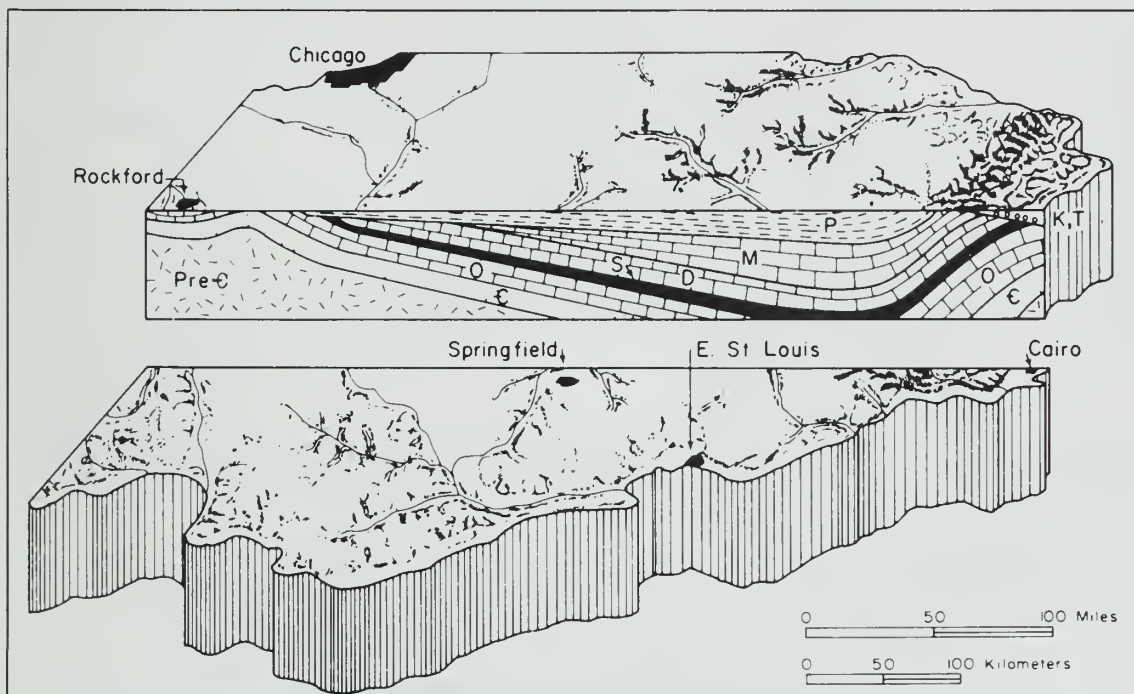 Chicago
Rockford
P
K,T
M
S
D
O
O
Є
Є
Pre-Є
Springfield
E. St Louis
Cairo
0 50 100 Miles
0 50 100 Kilometers